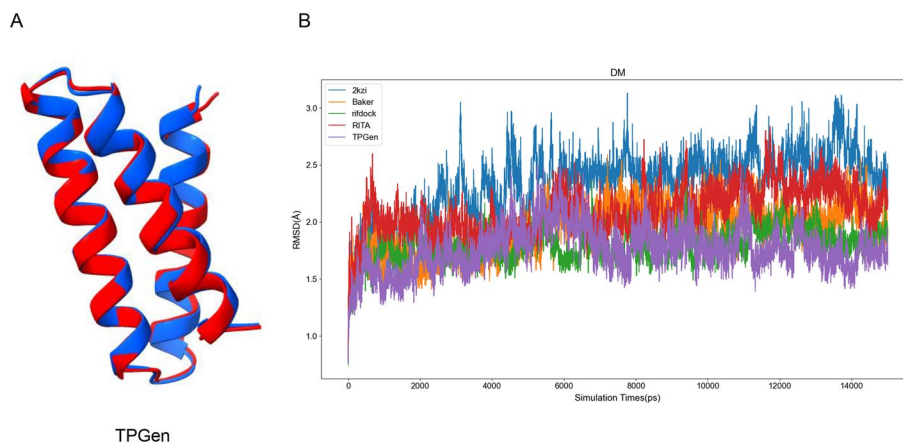 A
B
DM
2kzi
Baker
rifdock
RITA
TPGen
3.0
2.5
2.0
1.5
1.0
RMSD(Å)
0
2000
4000
6000
8000
10000
12000
14000
Simulation Times(ps)
TPGen